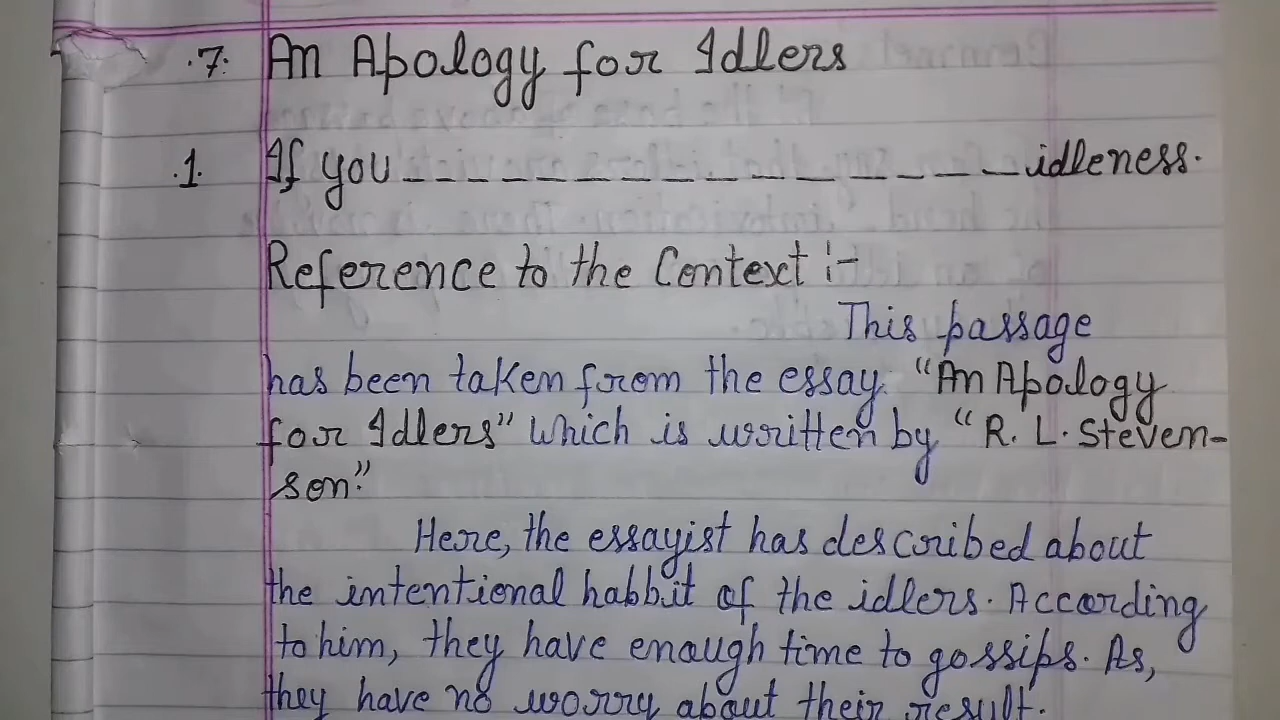 .7. An Apology for Idlers
.1. If you _ _ _ _ _ _ _ _ _ _ _ _ _ _ _ idleness.
Reference to the Context :-
This passage
has been taken from the essay "An Apology
for Idlers" which is written by "R. L. Steven-
son."
Here, the essayist has described about
the intentional habbit of the idlers. According
to him, they have enough time to gossips. As,
they have no worry about their result.